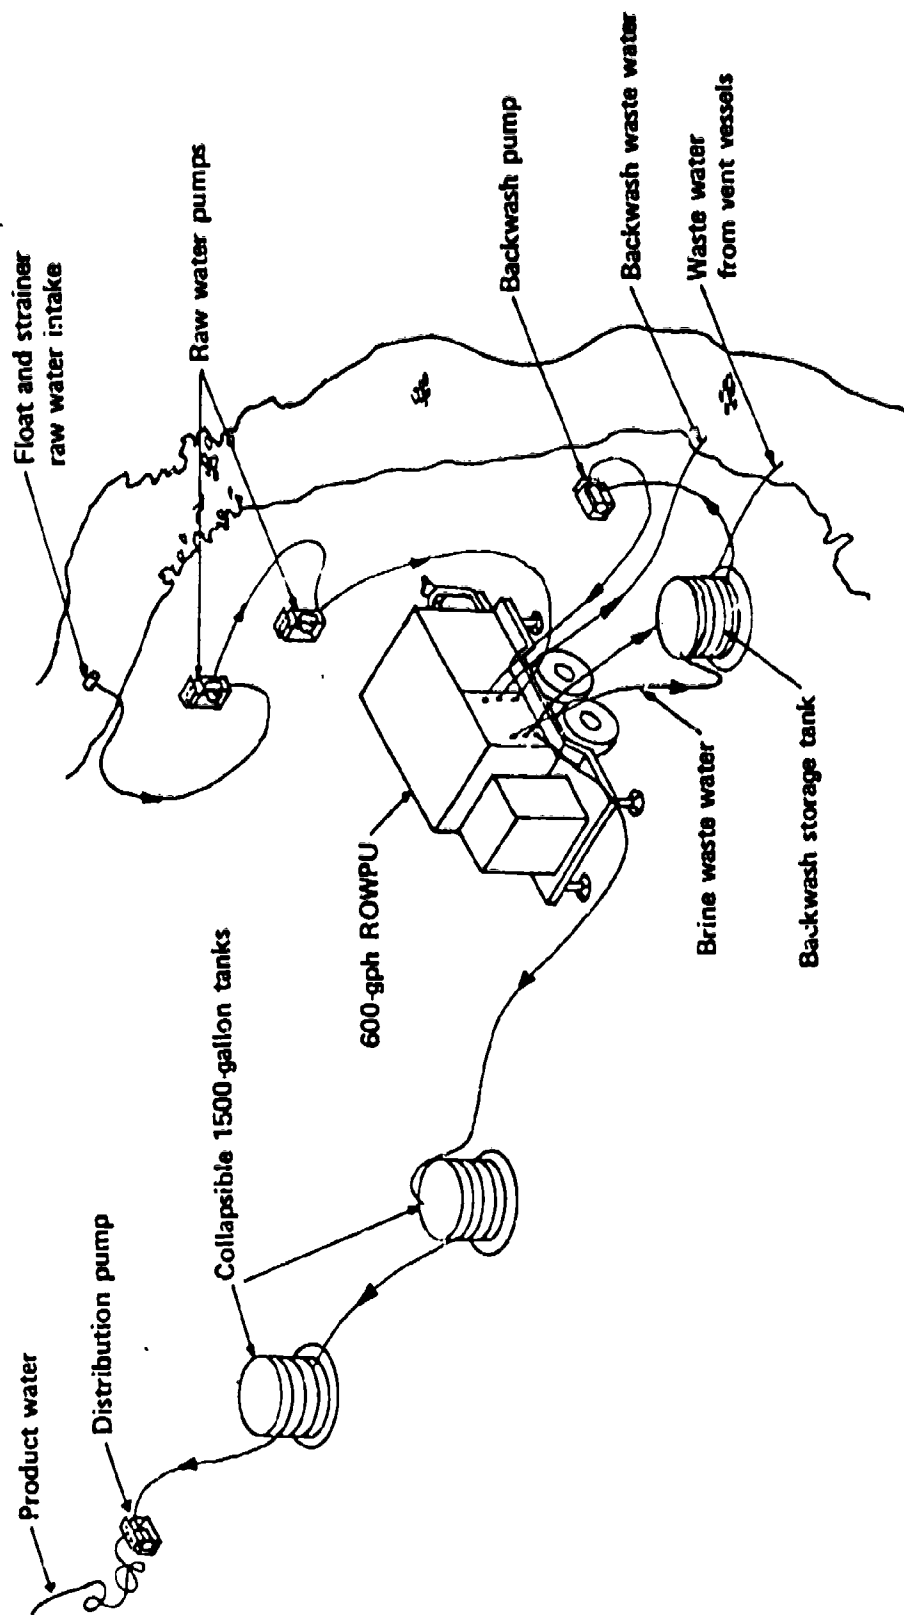 Product water
Distribution pump
Collapsible 1500-gallon tanks
600-gph ROWPU
Float and strainer
raw water intake
Raw water pumps
Backwash pump
Backwash waste water
Waste water
from vent vessels
Brine waste water
Backwash storage tank